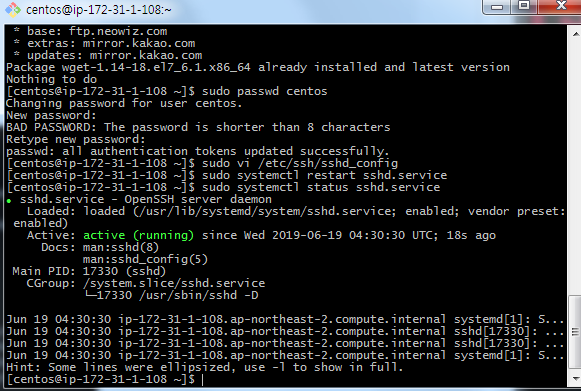 centos@ip-172-31-1-108:~
* base: ftp.neowiz.com
* extras: mirror.kakao.com
* updates: mirror.kakao.com
Package wget-1.14-18.el7_6.1.x86_64 already installed and latest version
Nothing to do
[centos@ip-172-31-1-108 ~]$ sudo passwd centos
Changing password for user centos.
New password:
BAD PASSWORD: The password is shorter than 8 characters
Retype new password:
passwd: all authentication tokens updated successfully.
[centos@ip-172-31-1-108 ~]$ sudo vi /etc/ssh/sshd_config
[centos@ip-172-31-1-108 ~]$ sudo systemctl restart sshd.service
[centos@ip-172-31-1-108 ~]$ sudo systemctl status sshd.service
● sshd.service - OpenSSH server daemon
Loaded: loaded (/usr/lib/systemd/system/sshd.service; enabled; vendor preset:
enabled)
Active: active (running) since Wed 2019-06-19 04:30:30 UTC; 18s ago
Docs: man:sshd(8)
man:sshd_config(5)
Main PID: 17330 (sshd)
CGroup: /system.slice/sshd.service
└─17330 /usr/sbin/sshd -D
Jun 19 04:30:30 ip-172-31-1-108.ap-northeast-2.compute.internal systemd[1]: S...
Jun 19 04:30:30 ip-172-31-1-108.ap-northeast-2.compute.internal sshd[17330]: ...
Jun 19 04:30:30 ip-172-31-1-108.ap-northeast-2.compute.internal sshd[17330]: ...
Jun 19 04:30:30 ip-172-31-1-108.ap-northeast-2.compute.internal systemd[1]: S...
Hint: Some lines were ellipsized, use -l to show in full.
[centos@ip-172-31-1-108 ~]$